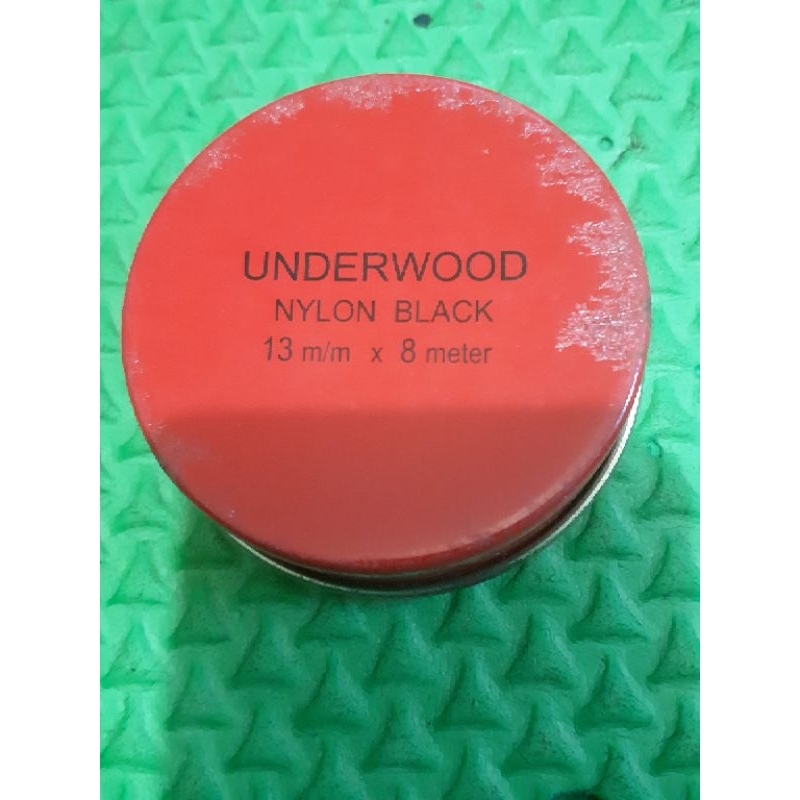 UNDERWOOD
NYLON BLACK
13 m/m x 8 meter